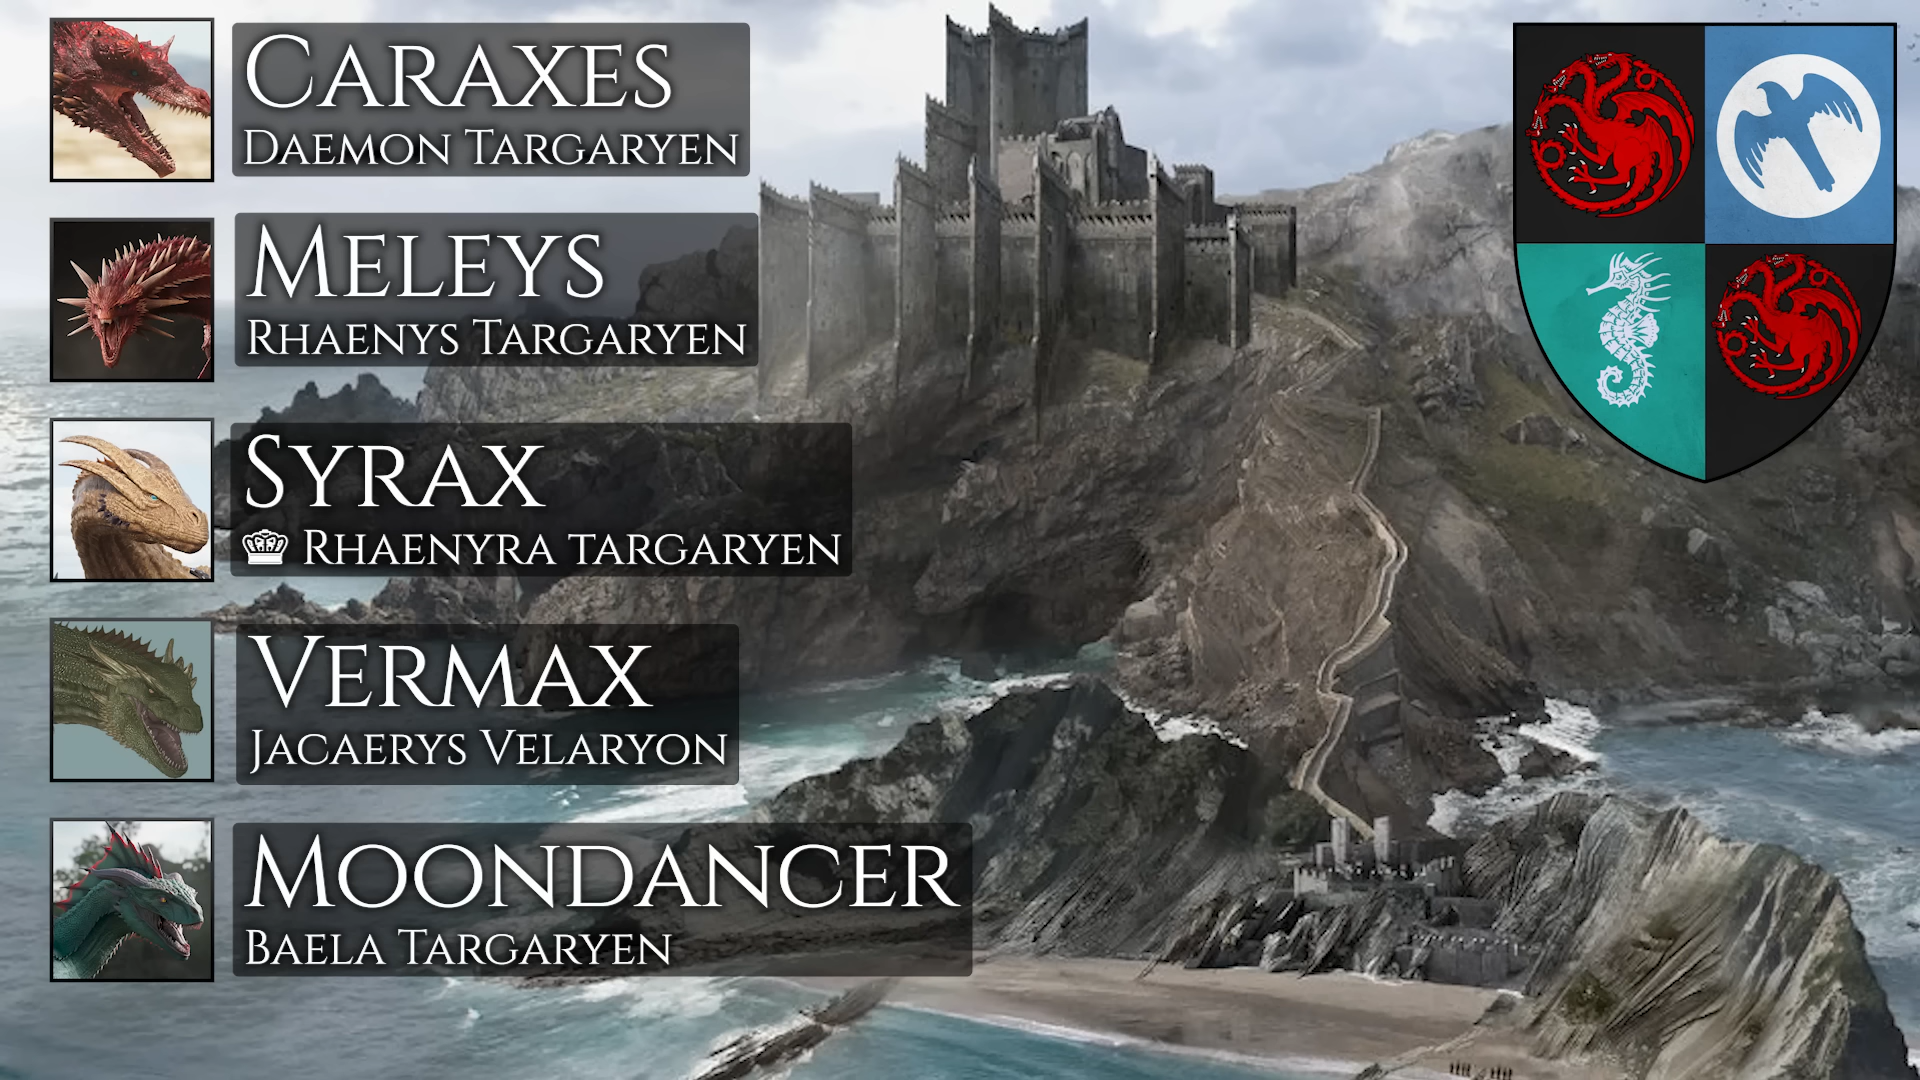 Caraxes
Daemon Targaryen
Meleys
Rhaenys Targaryen
Syrax
Rhaenyra targaryen
Vermax
Jacaerys Velaryon
Moondancer
Baela Targaryen